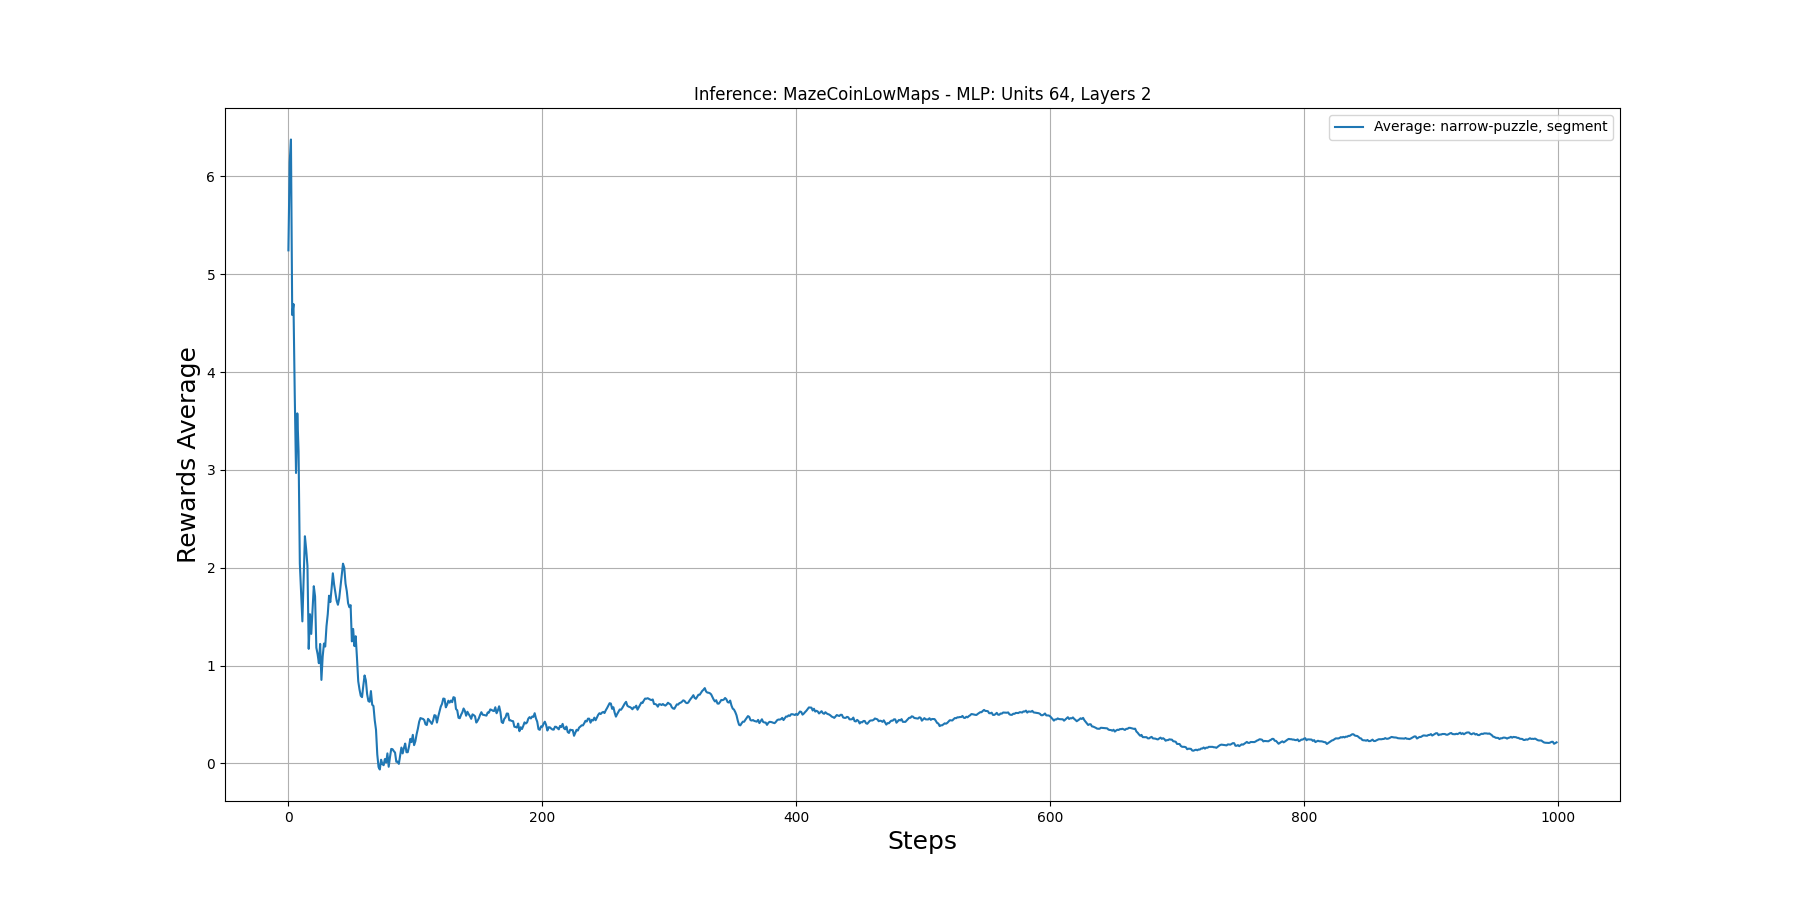 Inference: MazeCoinLowMaps - MLP: Units 64, Layers 2
Average: narrow-puzzle, segment
Rewards Average
6
5
4
3
2
1
0
0 200 400 600 800 1000
Steps